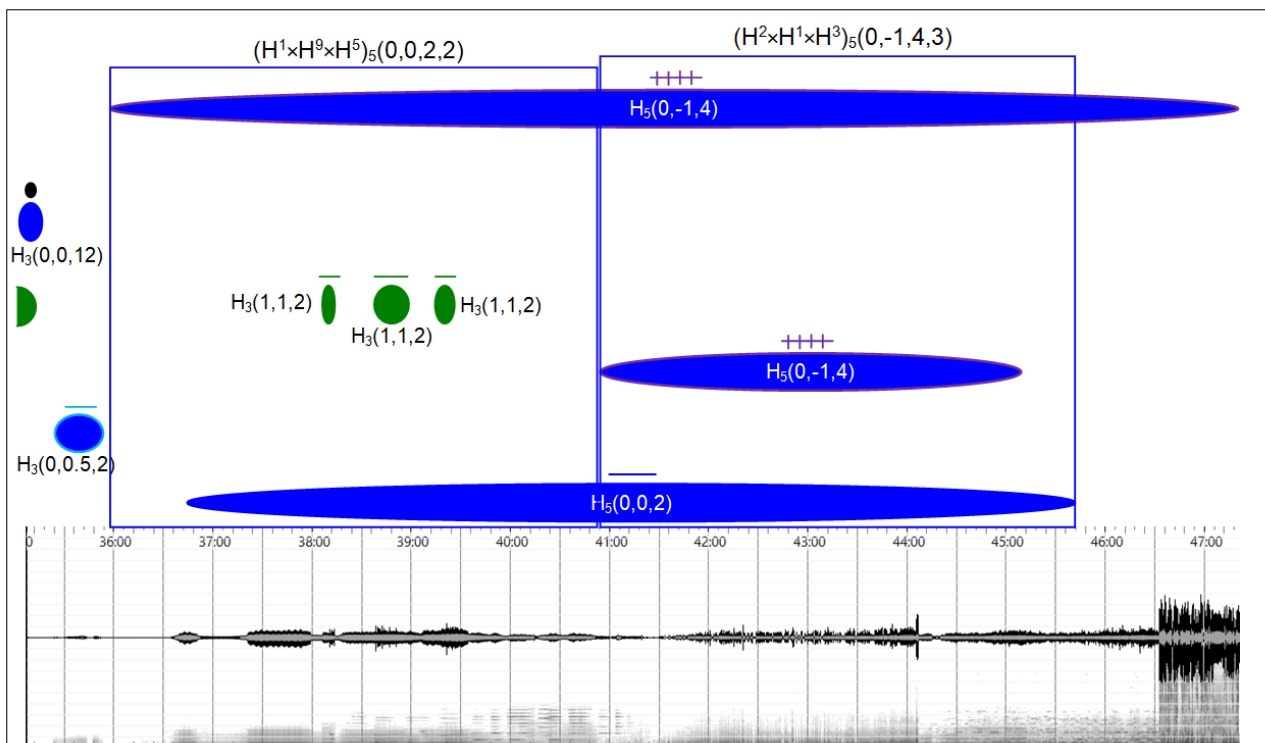 (H¹×H⁹×H⁵)₅(0,0,2,2)
(H²×H¹×H³)₅(0,-1,4,3)
H₅(0,-1,4)
H₃(0,0,12)
H₃(1,1,2)
H₃(1,1,2)
H₃(1,1,2)
H₅(0,-1,4)
H₃(0,0.5,2)
H₅(0,0,2)
0 36:00 37:00 38:00 39:00 40:00 41:00 42:00 43:00 44:00 45:00 46:00 47:00